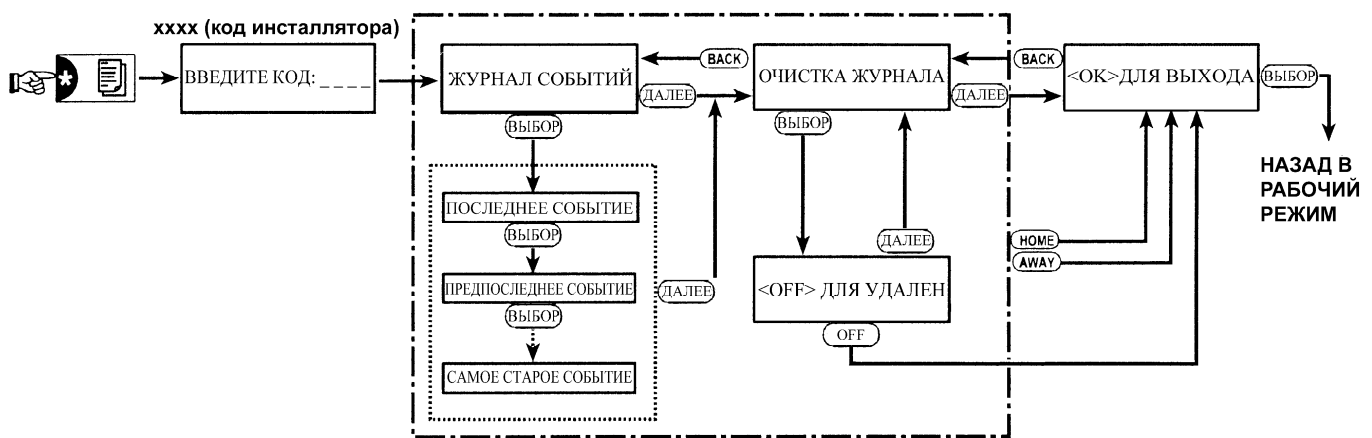 xxxx (код инсталлятора)
*
ВВЕДИТЕ КОД: _ _ _ _
ЖУРНАЛ СОБЫТИЙ
BACK
ДАЛЕЕ
ОЧИСТКА ЖУРНАЛА
BACK
ДАЛЕЕ
<OK>ДЛЯ ВЫХОДА
ВЫБОР
НАЗАД В
РАБОЧИЙ
РЕЖИМ
ВЫБОР
ПОСЛЕДНЕЕ СОБЫТИЕ
ВЫБОР
ПРЕДПОСЛЕДНЕЕ СОБЫТИЕ
ВЫБОР
САМОЕ СТАРОЕ СОБЫТИЕ
ДАЛЕЕ
ВЫБОР
ДАЛЕЕ
<OFF> ДЛЯ УДАЛЕН
OFF
HOME
AWAY